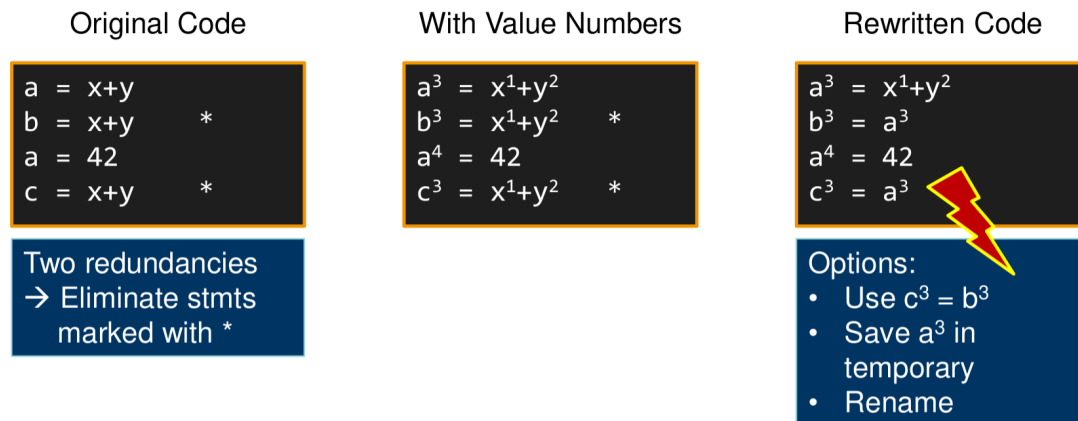 Original Code
a = x+y
b = x+y *
a = 42
c = x+y *
Two redundancies
→ Eliminate stmts
marked with *
With Value Numbers
a³ = x¹+y²
b³ = x¹+y² *
a⁴ = 42
c³ = x¹+y² *
Rewritten Code
a³ = x¹+y²
b³ = a³
a⁴ = 42
c³ = a³
Options:
• Use c³ = b³
• Save a³ in
temporary
• Rename